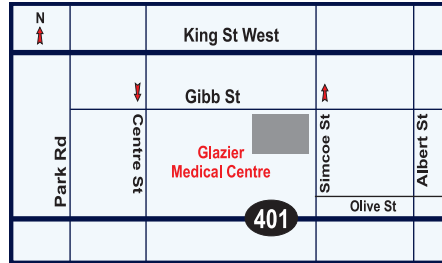 N
King St West
Gibb St
Park Rd
Centre St
Glazier
Medical Centre
Simcoe St
Albert St
Olive St
401